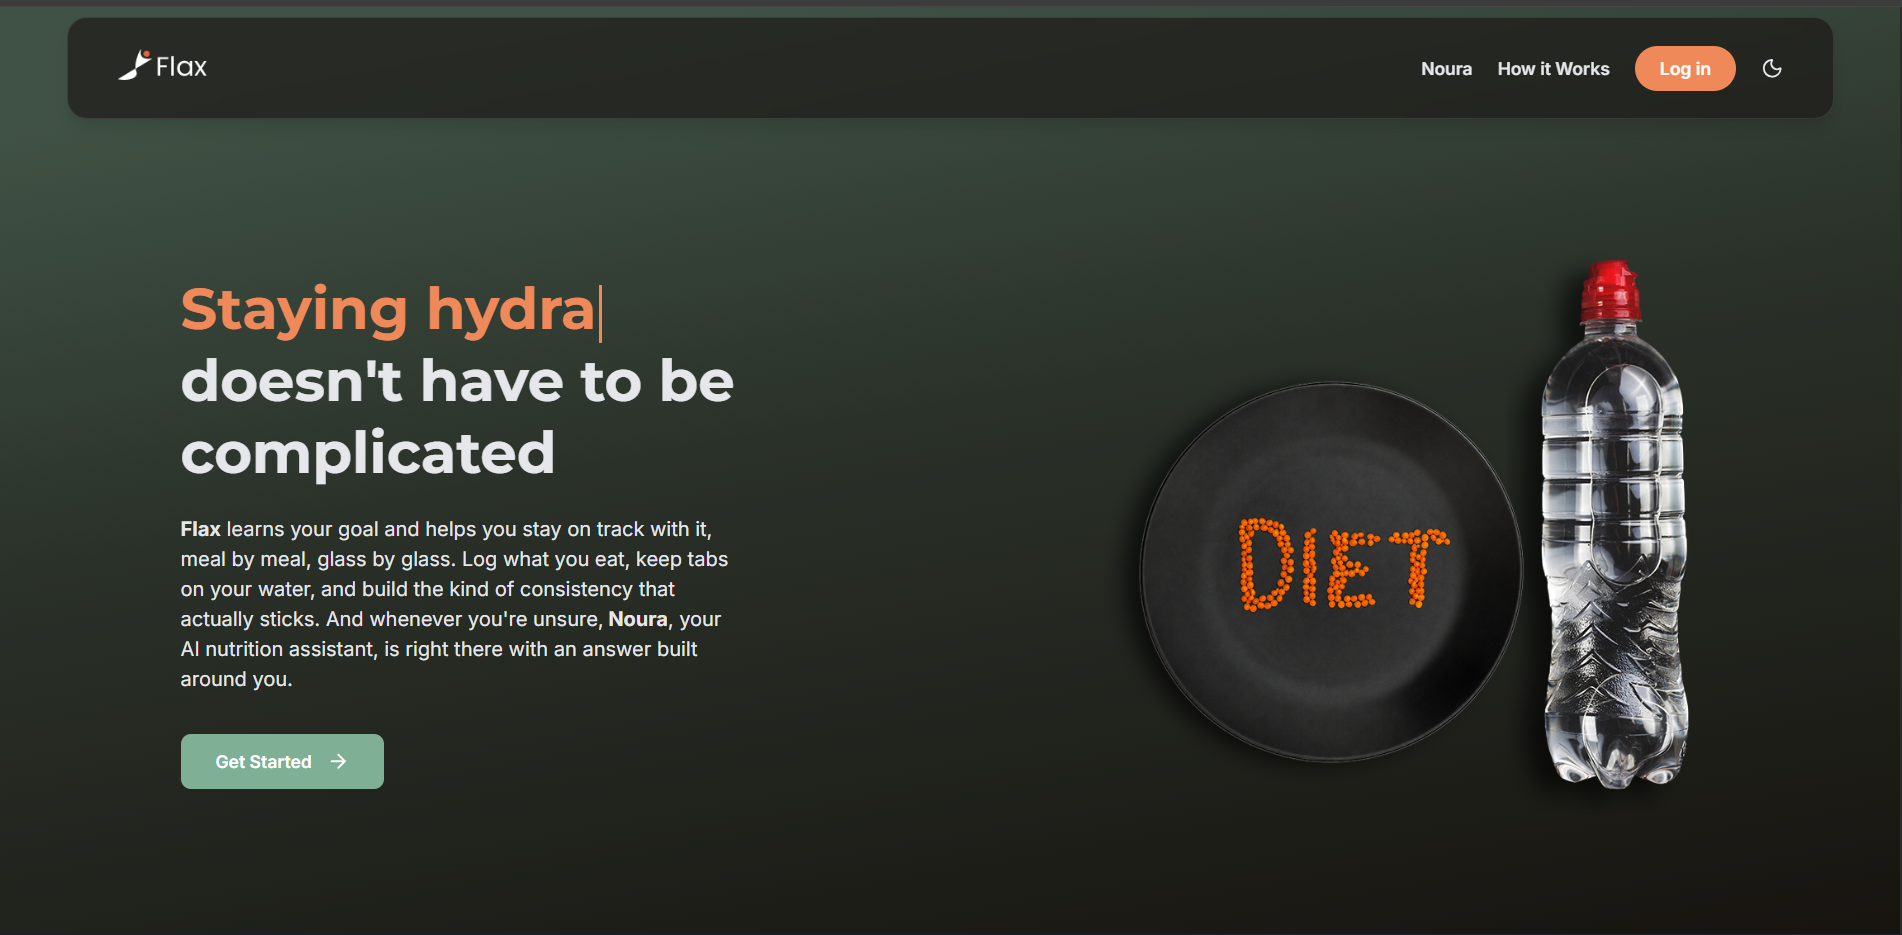 Flax
Noura
How it Works
Log in
Staying hydra
doesn't have to be
complicated
Flax learns your goal and helps you stay on track with it,
meal by meal, glass by glass. Log what you eat, keep tabs
on your water, and build the kind of consistency that
actually sticks. And whenever you're unsure, Noura, your
AI nutrition assistant, is right there with an answer built
around you.
Get Started
DIET